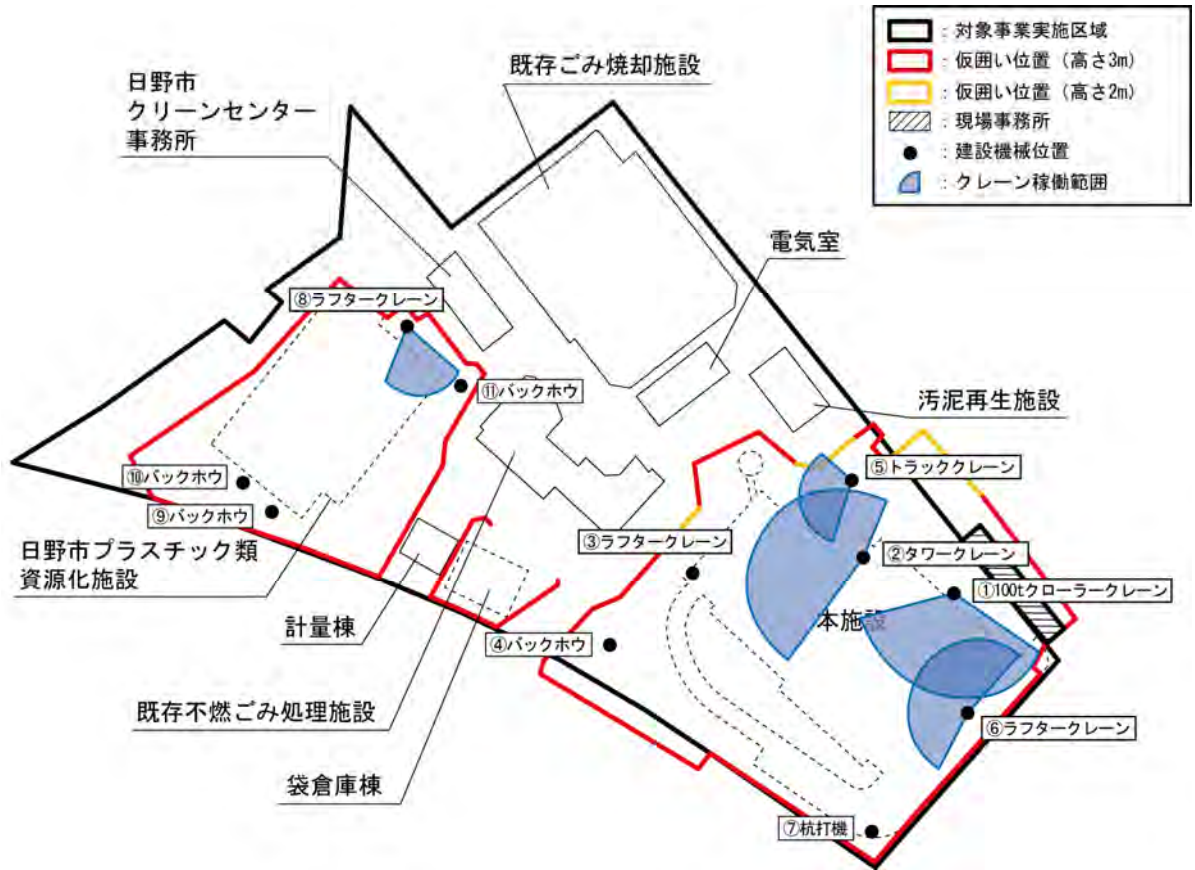 ：対象事業実施区域
：仮囲い位置（高さ3m）
：仮囲い位置（高さ2m）
：現場事務所
：建設機械位置
：クレーン稼働範囲
既存ごみ焼却施設
日野市
クリーンセンター
事務所
電気室
⑧ラフタークレーン
⑪バックホウ
汚泥再生施設
⑤トラッククレーン
⑩バックホウ
⑨バックホウ
③ラフタークレーン
②タワークレーン
日野市プラスチック類
資源化施設
①100tクローラークレーン
本施設
計量棟
④バックホウ
既存不燃ごみ処理施設
⑥ラフタークレーン
袋倉庫棟
⑦杭打機